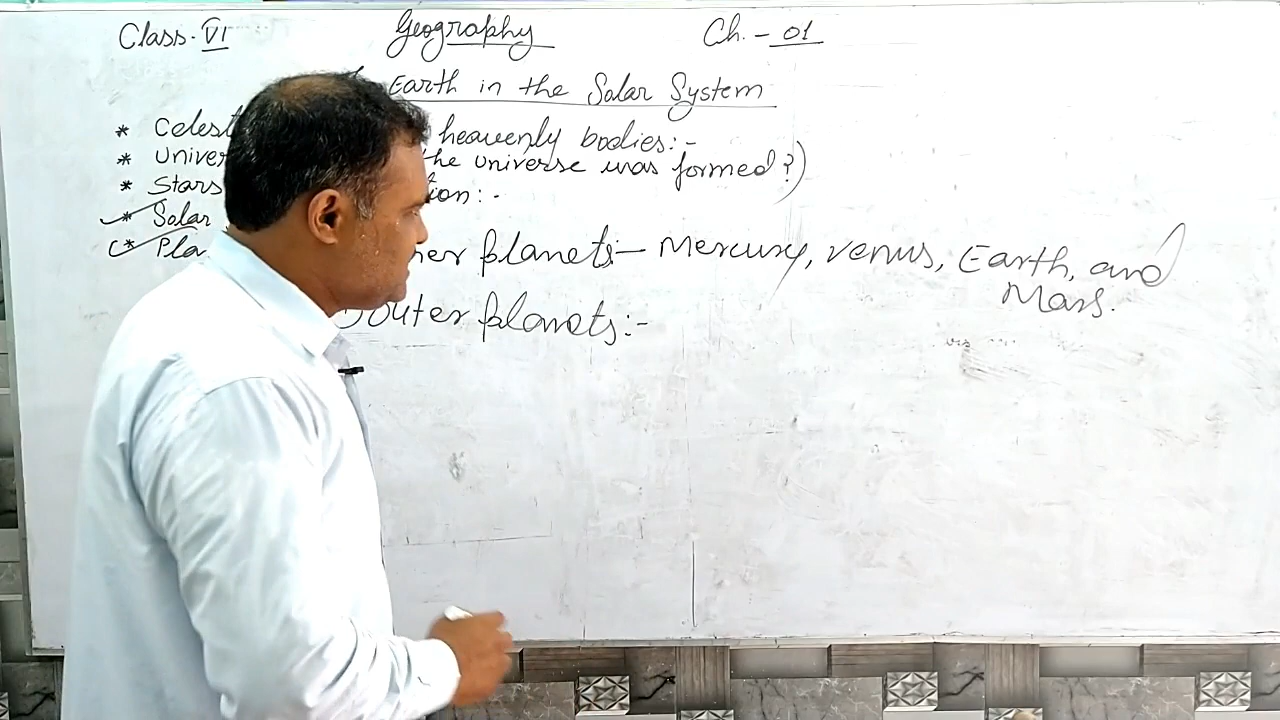 Class - VI Geography Ch. - 01
Earth in the Solar System
* Celest heavenly bodies:-
* Univer the universe was formed?)
* Stars tion:-
* Solar
* Pla ner planets:- Mercury, venus, Earth, and
Mars.
Outer planets:-